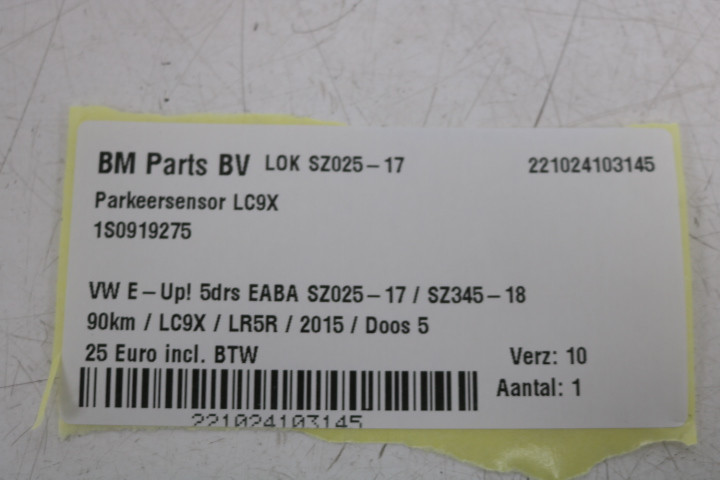 BM Parts BV LOK SZ025-17 221024103145
Parkeersensor LC9X
1S0919275
VW E-Up! 5drs EABA SZ025-17 / SZ345-18
90km / LC9X / LR5R / 2015 / Doos 5
25 Euro incl. BTW Verz: 10
Aantal: 1
221024103145